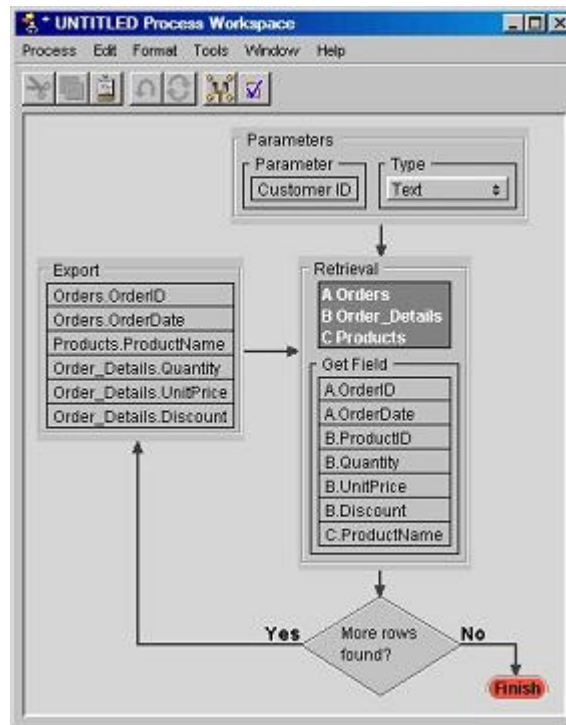 * UNTITLED Process Workspace
Process Edit Format Tools Window Help
Parameters
Parameter
Customer ID
Type
Text
Export
Orders.OrderID
Orders.OrderDate
Products.ProductName
Order_Details.Quantity
Order_Details.UnitPrice
Order_Details.Discount
Retrieval
A Orders
B Order_Details
C Products
Get Field
A.OrderID
A.OrderDate
B.ProductID
B.Quantity
B.UnitPrice
B.Discount
C.ProductName
Yes
More rows
found?
No
Finish